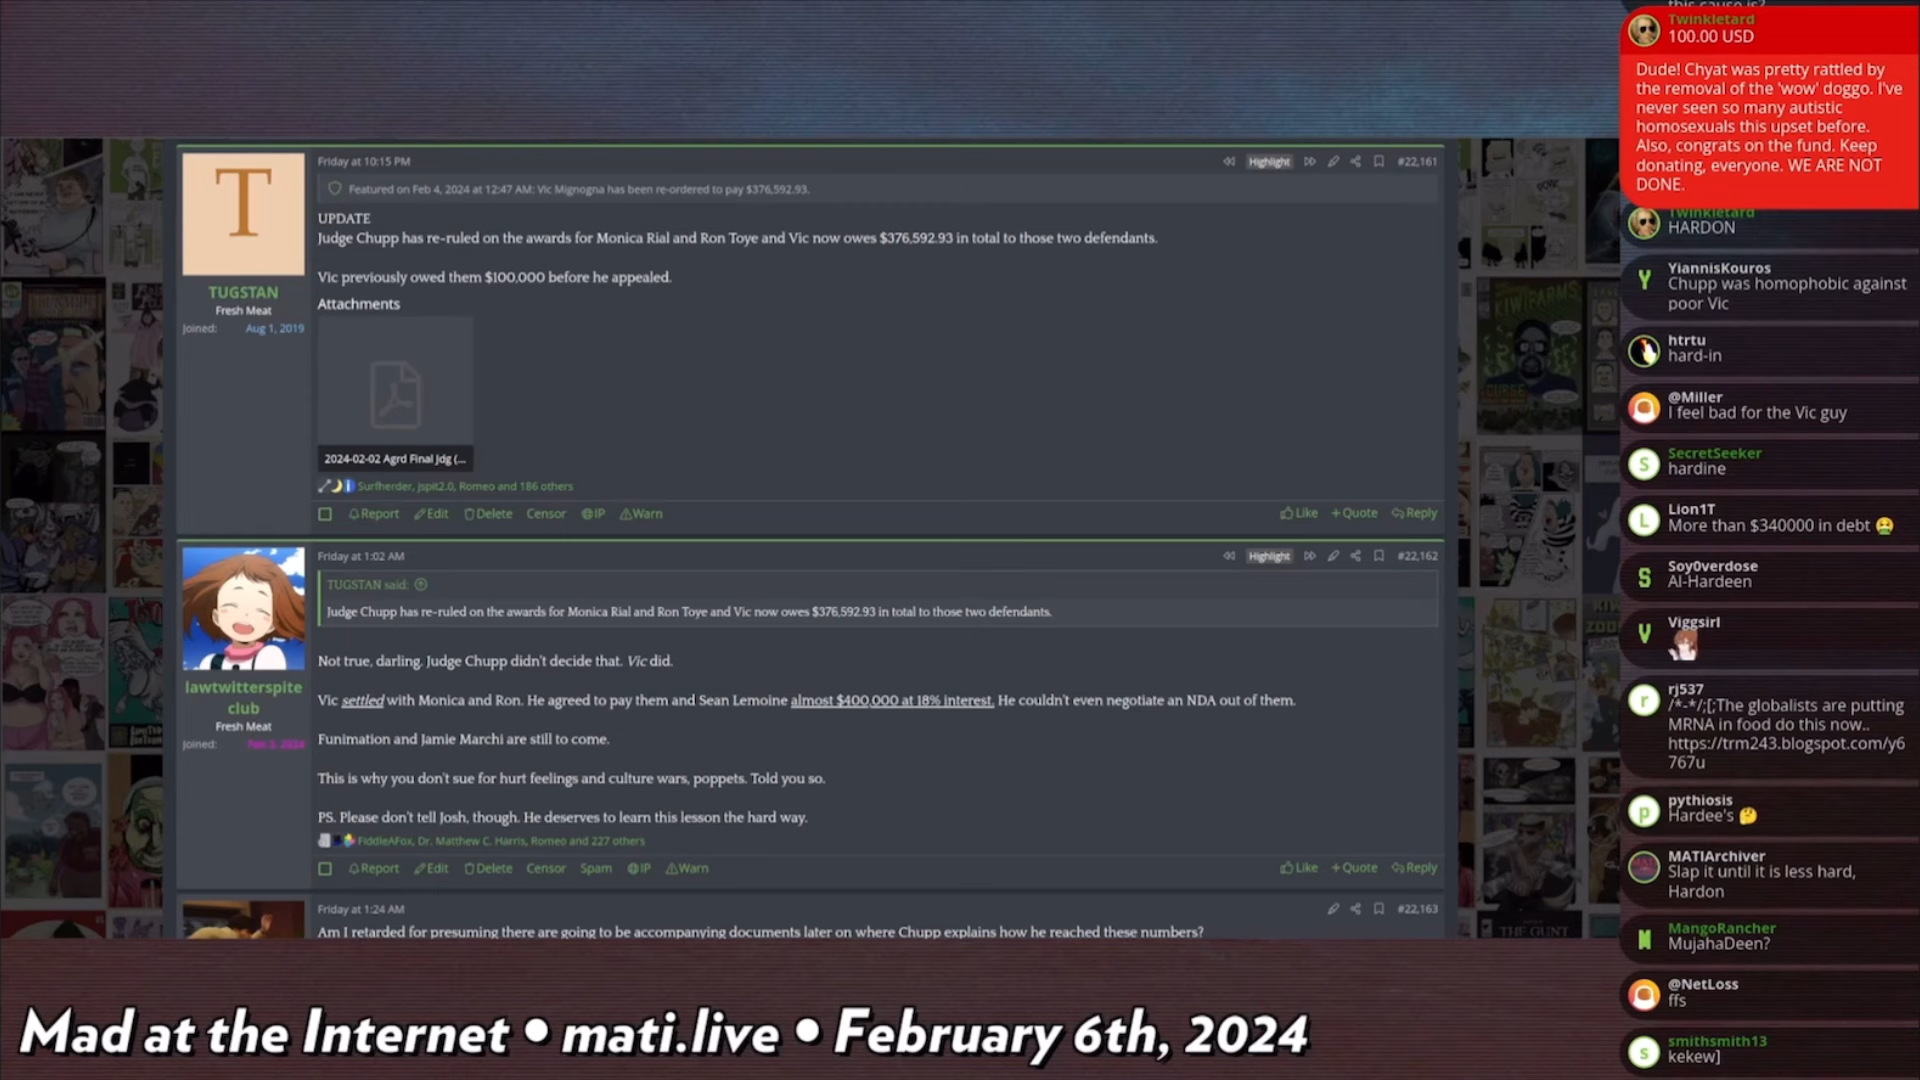 T
Friday at 10:15 PM
Highlight
#22,161
Featured on Feb 4, 2024 at 12:47 AM: Vic Mignogna has been re-ordered to pay $376,592.93.
UPDATE
Judge Chupp has re-ruled on the awards for Monica Rial and Ron Toye and Vic now owes $376,592.93 in total to those two defendants.
Vic previously owed them $100,000 before he appealed.
Attachments
2024-02-02 Agrd Final Jdg (...
TUGSTAN
Fresh Meat
Joined: Aug 1, 2019
Surfherder, jspit2.0, Romeo and 186 others
Report Edit Delete Censor IP Warn
Like +Quote Reply
Friday at 1:02 AM
Highlight
#22,162
TUGSTAN said:
Judge Chupp has re-ruled on the awards for Monica Rial and Ron Toye and Vic now owes $376,592.93 in total to those two defendants.
Not true, darling. Judge Chupp didn't decide that. Vic did.
Vic settled with Monica and Ron. He agreed to pay them and Sean Lemoine almost $400,000 at 18% interest. He couldn't even negotiate an NDA out of them.
Funimation and Jamie Marchi are still to come.
This is why you don't sue for hurt feelings and culture wars, poppets. Told you so.
PS. Please don't tell Josh, though. He deserves to learn this lesson the hard way.
lawtwitterspite
club
Fresh Meat
Joined:
FiddleAFox, Dr. Matthew C. Harris, Romeo and 227 others
Report Edit Delete Censor Spam IP Warn
Like +Quote Reply
Friday at 1:24 AM
#22,163
Am I retarded for presuming there are going to be accompanying documents later on where Chupp explains how he reached these numbers?
KIWI FARMS
CURSE
THE GUNT
Mad at the Internet • mati.live • February 6th, 2024
this cause is?
Twinkletard
100.00 USD
Dude! Chyat was pretty rattled by
the removal of the 'wow' doggo. I've
never seen so many autistic
homosexuals this upset before.
Also, congrats on the fund. Keep
donating, everyone. WE ARE NOT
DONE.
Twinkletard
HARDON
Y
YiannisKouros
Chupp was homophobic against
poor Vic
htrtu
hard-in
@Miller
I feel bad for the Vic guy
S
SecretSeeker
hardine
L
Lion1T
More than $340000 in debt 🤮
S
Soy0verdose
Al-Hardeen
V
Viggsirl
r
rj537
/*-*/;[;The globalists are putting
MRNA in food do this now..
https://trm243.blogspot.com/y6
767u
p
pythiosis
Hardee's 🤔
MATIArchiver
Slap it until it is less hard,
Hardon
M
MangoRancher
MujahaDeen?
@NetLoss
ffs
s
smithsmith13
kekew]